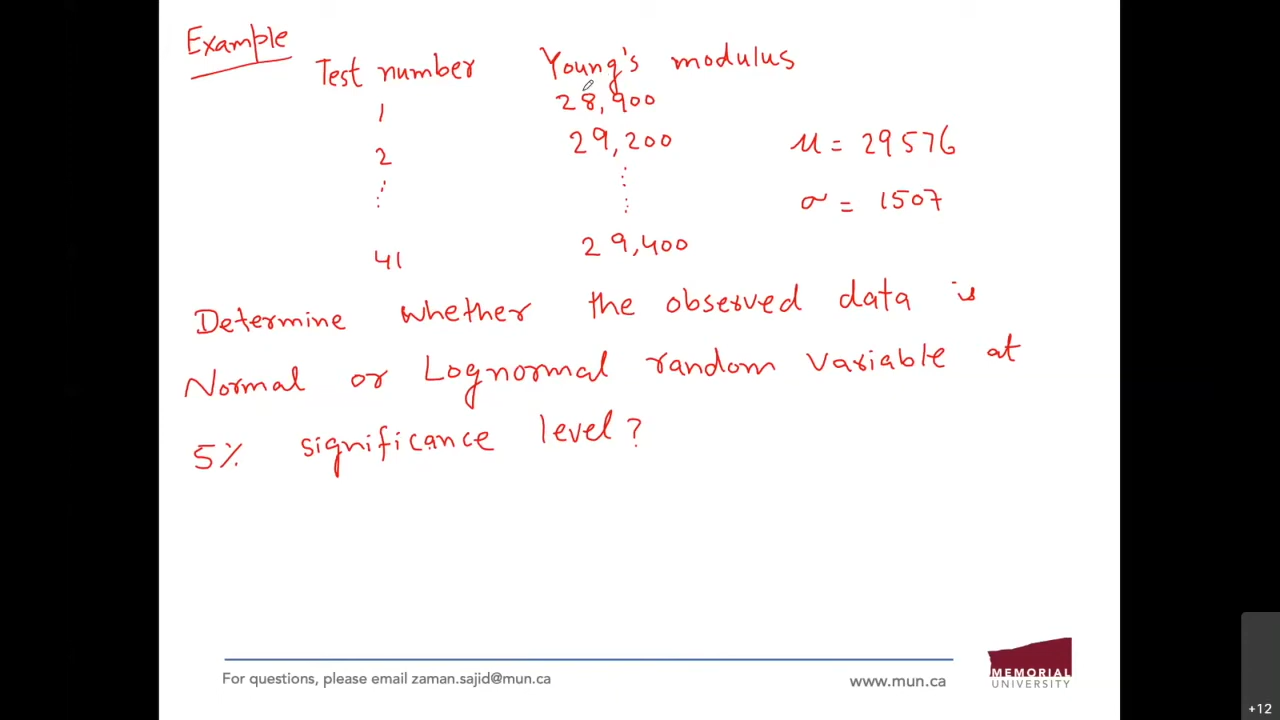 Example
Test number Young's modulus
1 28,900
2 29,200 μ = 29576
⋮ ⋮ σ = 1507
41 29,400
Determine whether the observed data is
Normal or Lognormal random variable at
5% significance level?
For questions, please email zaman.sajid@mun.ca www.mun.ca
MEMORIAL
UNIVERSITY
+12